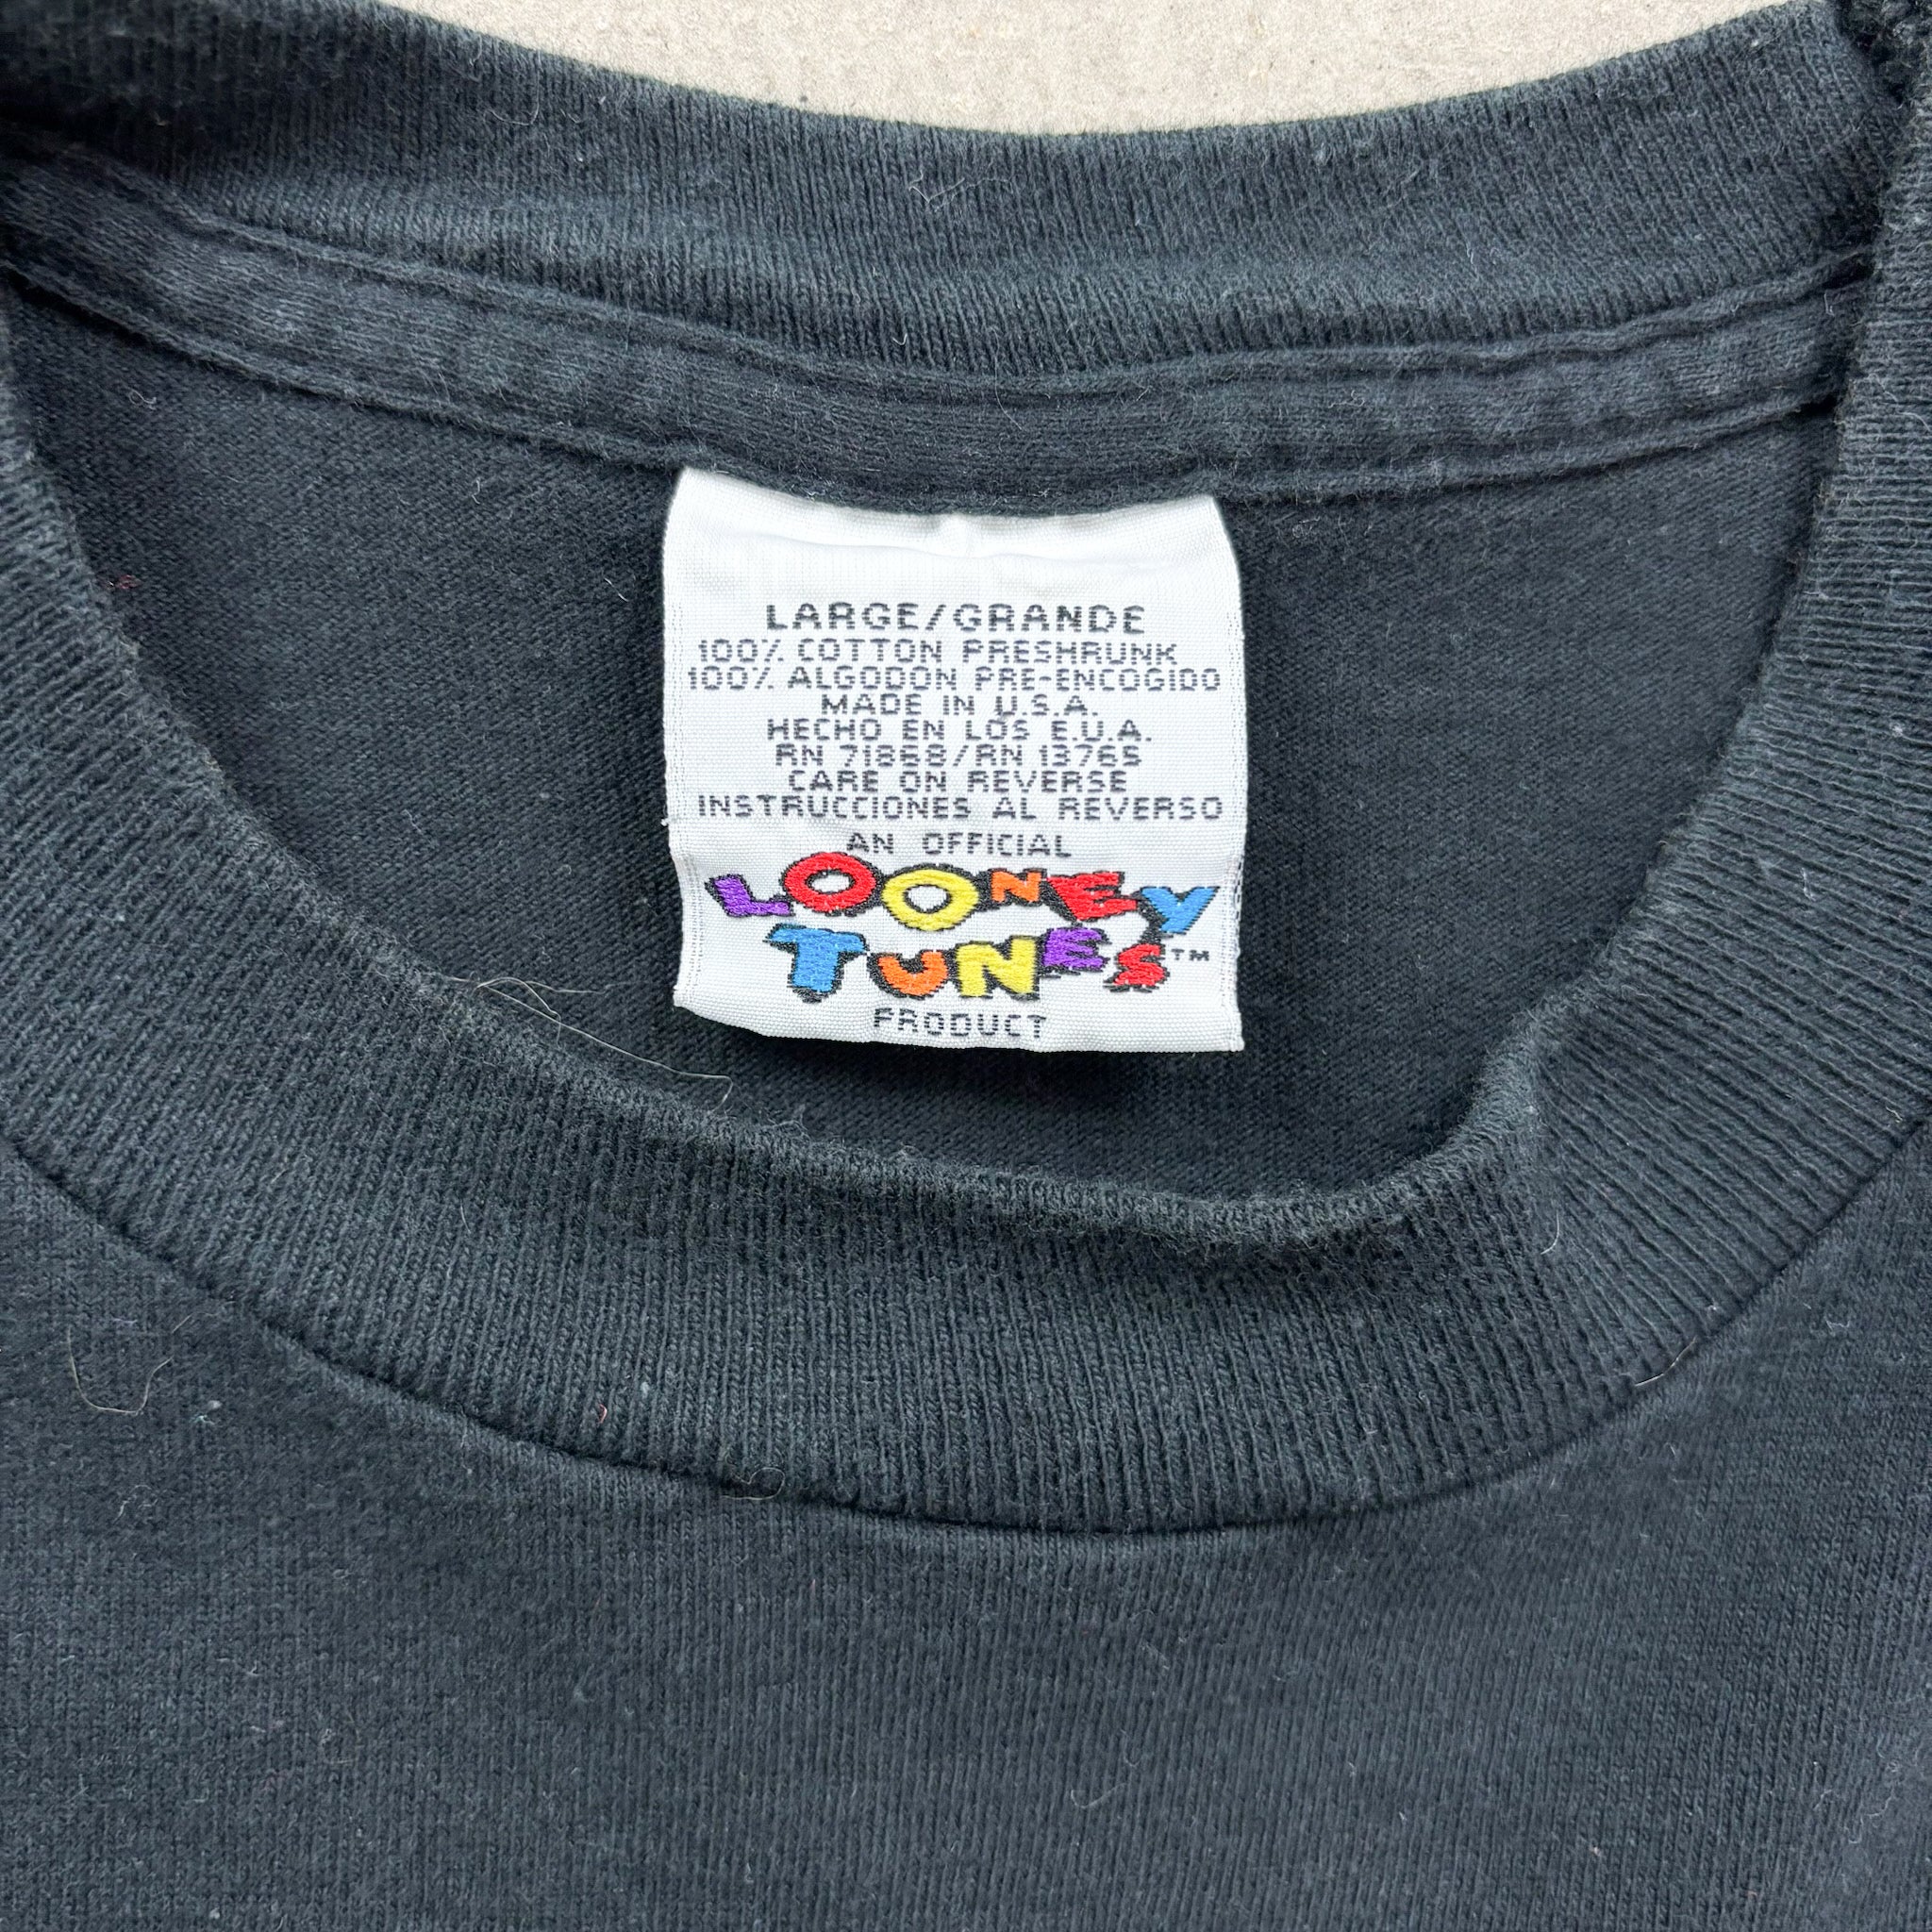 LARGE/GRANDE
100% COTTON PRESHRUNK
100% ALGODON PRE-ENCOGIDO
MADE IN U.S.A.
HECHO EN LOS E.U.A.
RN 71868/RN 13765
CARE ON REVERSE
INSTRUCCIONES AL REVERSO
AN OFFICIAL
LOONEY
TUNES™
PRODUCT